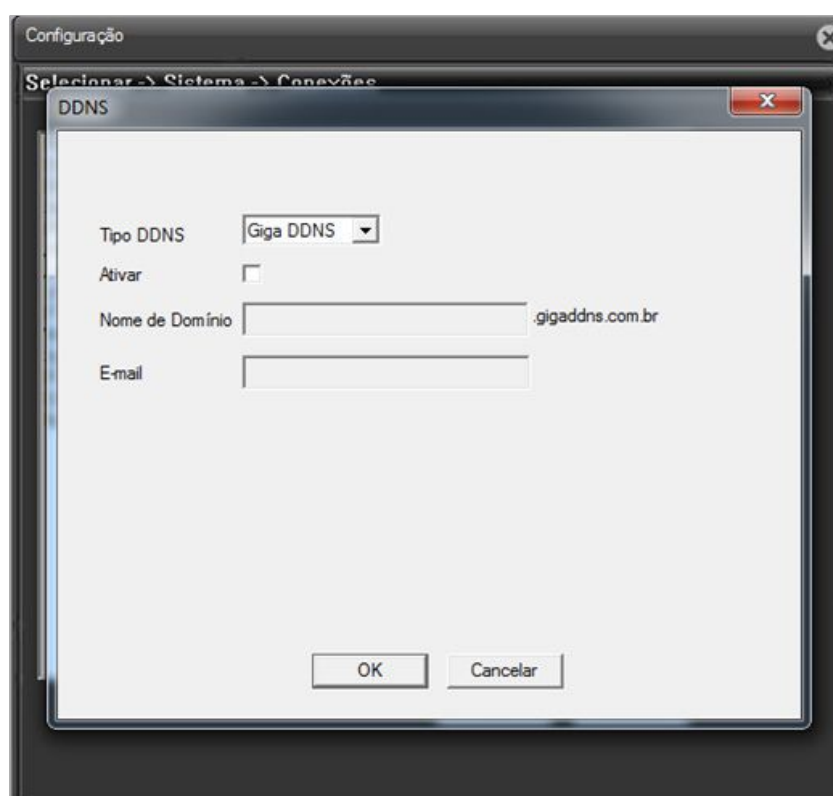 Configuração
Selecionar -> Sistema -> Conexões
DDNS
Tipo DDNS Giga DDNS
Ativar
Nome de Domínio .gigaddns.com.br
E-mail
OK Cancelar